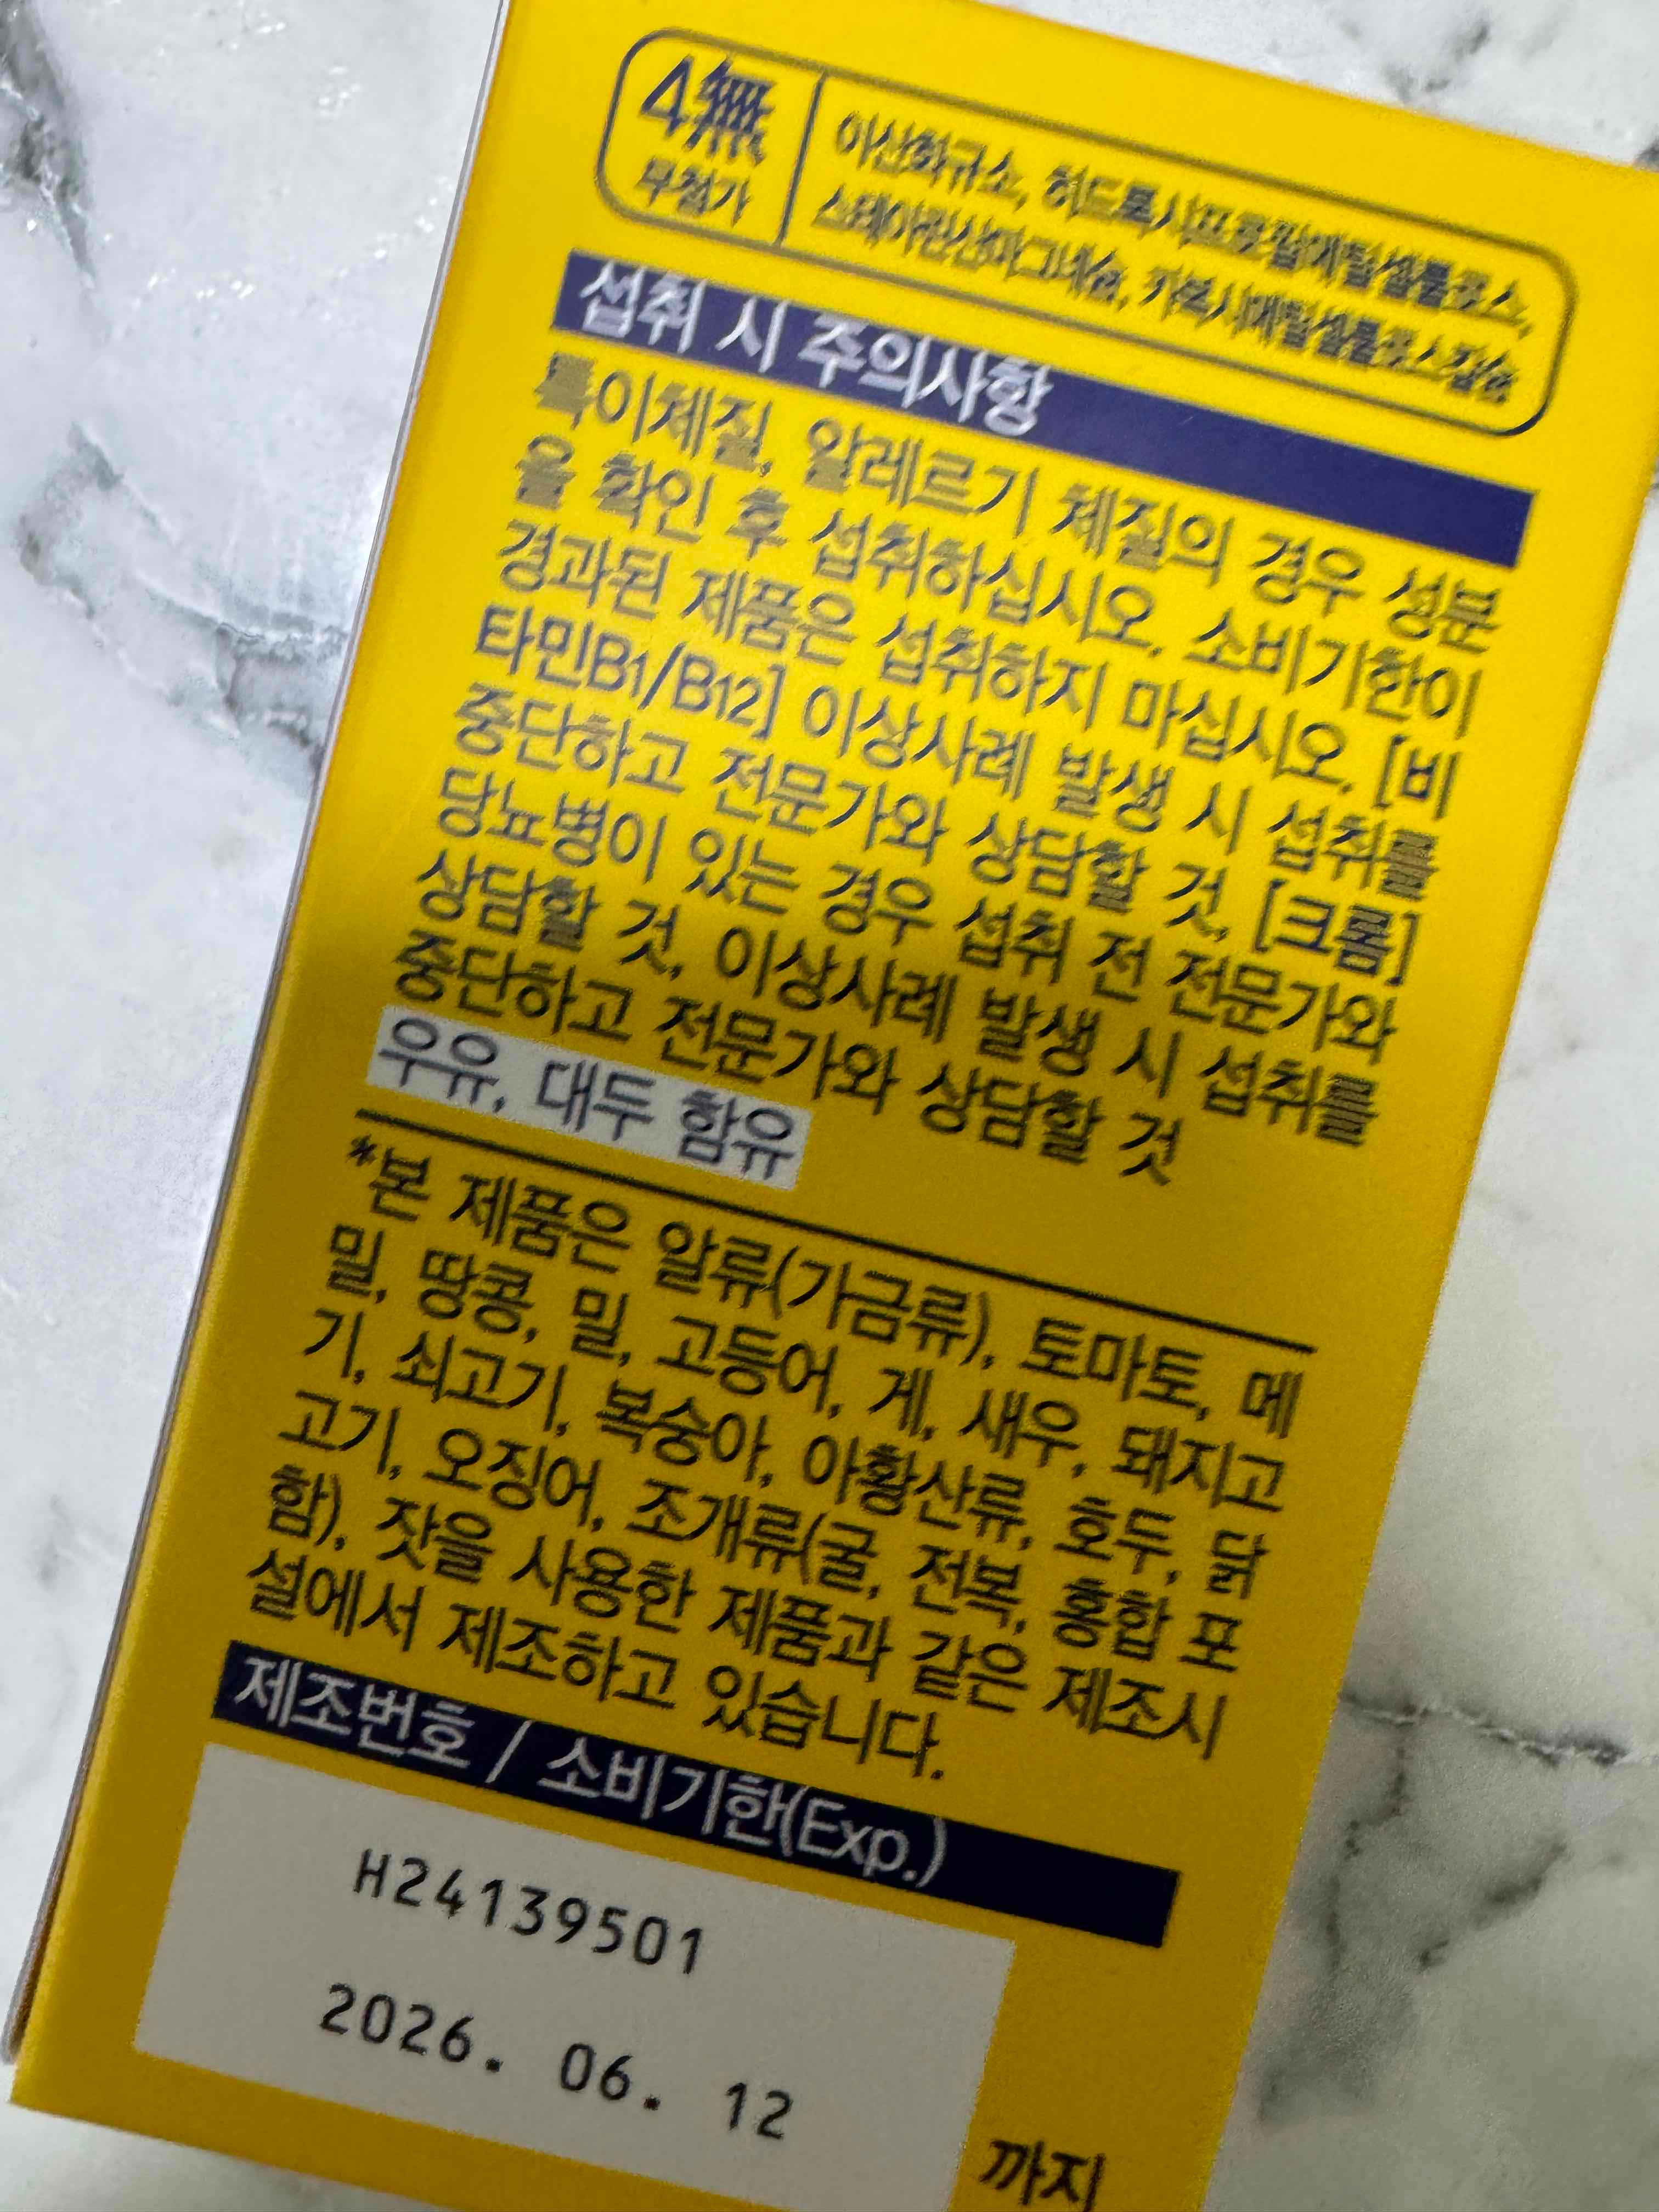 4無
무첨가
이산화규소, 히드록시프로필메틸셀룰로스,
스테아린산마그네슘, 카복시메틸셀룰로스칼슘
섭취 시 주의사항
특이체질, 알레르기 체질의 경우 성분
을 확인 후 섭취하십시오. 소비기한이
경과된 제품은 섭취하지 마십시오. [비
타민B1/B12] 이상사례 발생 시 섭취를
중단하고 전문가와 상담할 것, [크롬]
당뇨병이 있는 경우 섭취 전 전문가와
상담할 것, 이상사례 발생 시 섭취를
중단하고 전문가와 상담할 것
우유, 대두 함유
*본 제품은 알류(가금류), 토마토, 메
밀, 땅콩, 밀, 고등어, 게, 새우, 돼지고
기, 쇠고기, 복숭아, 아황산류, 호두, 닭
고기, 오징어, 조개류(굴, 전복, 홍합 포
함), 잣을 사용한 제품과 같은 제조시
설에서 제조하고 있습니다.
제조번호 / 소비기한(Exp.)
H24139501
2026. 06. 12
까지